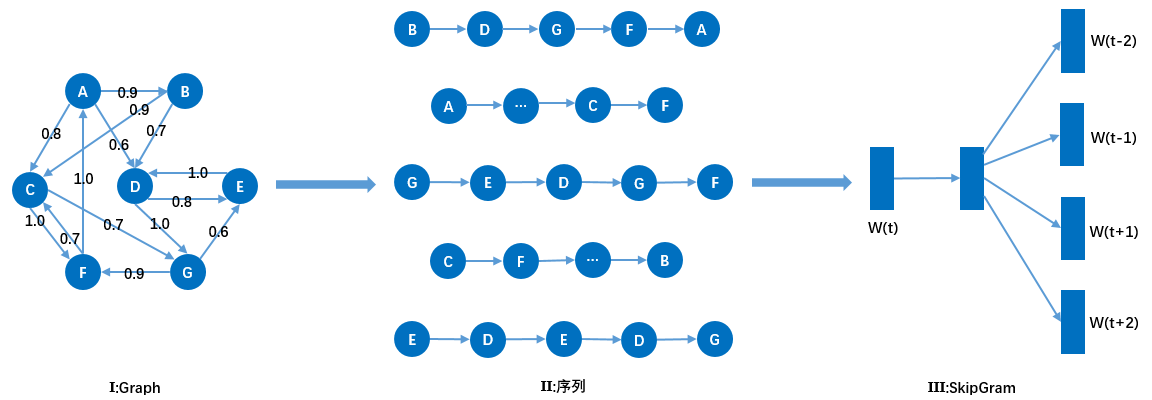 A
B
0.9
0.9
0.8
0.7
0.6
C
1.0
D
1.0
E
0.8
1.0
0.7
0.7
1.0
0.6
F
0.9
G
I:Graph
B D G F A
A ... C F
G E D G F
C F ... B
E D E D G
II:序列
W(t)
W(t-2)
W(t-1)
W(t+1)
W(t+2)
III:SkipGram